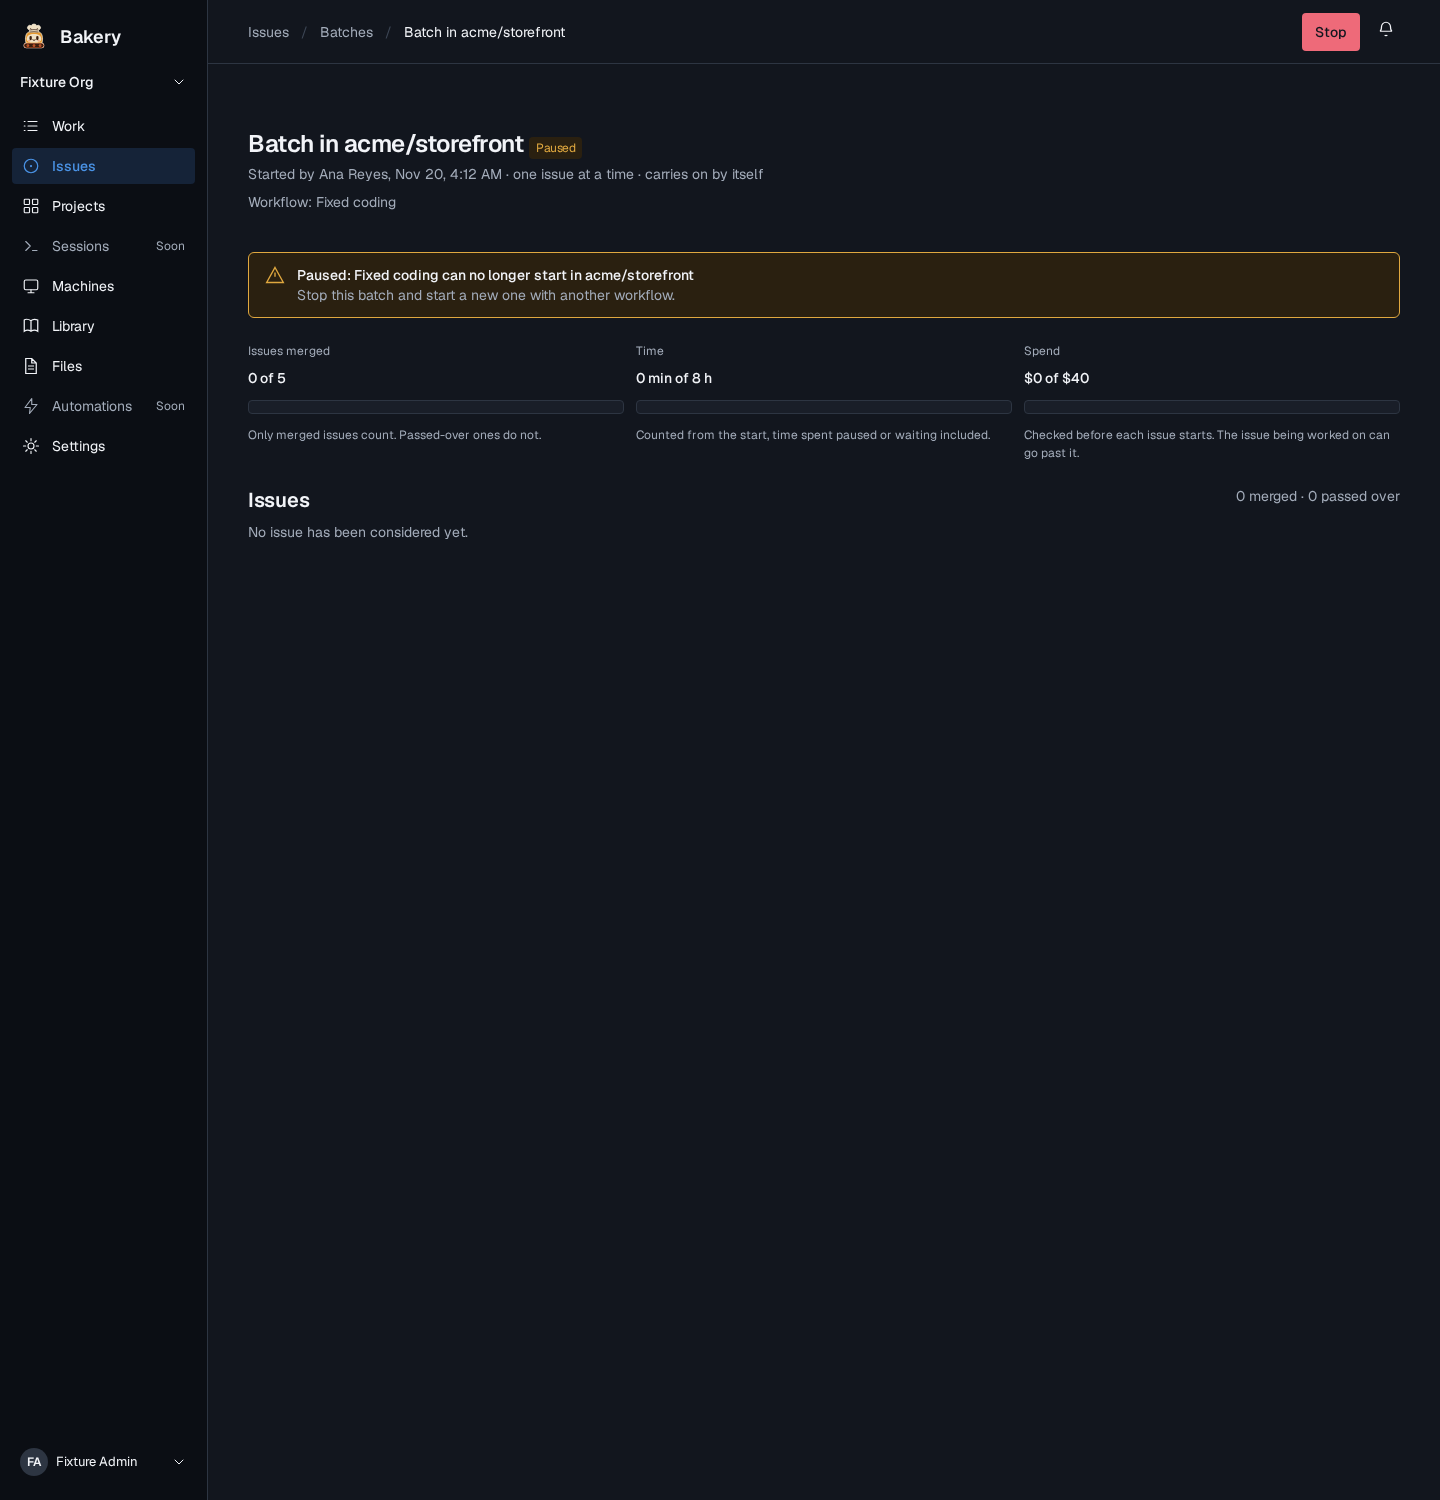 Bakery
Fixture Org
Work
Issues
Projects
Sessions Soon
Machines
Library
Files
Automations Soon
Settings
FA Fixture Admin
Issues / Batches / Batch in acme/storefront
Stop
Batch in acme/storefront Paused
Started by Ana Reyes, Nov 20, 4:12 AM · one issue at a time · carries on by itself
Workflow: Fixed coding
Paused: Fixed coding can no longer start in acme/storefront
Stop this batch and start a new one with another workflow.
Issues merged
0 of 5
Only merged issues count. Passed-over ones do not.
Time
0 min of 8 h
Counted from the start, time spent paused or waiting included.
Spend
$0 of $40
Checked before each issue starts. The issue being worked on can
go past it.
Issues
0 merged · 0 passed over
No issue has been considered yet.